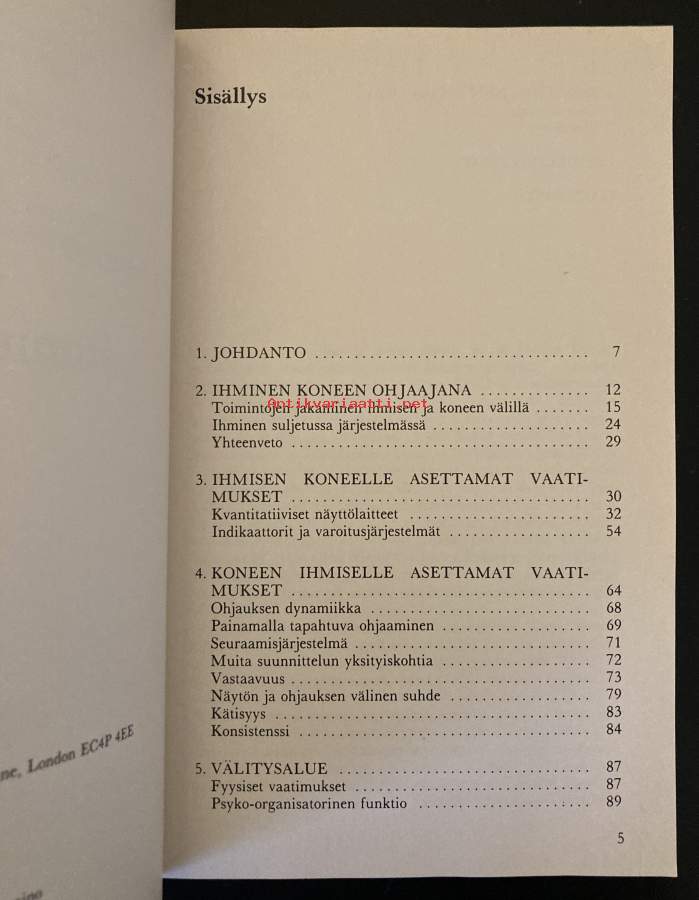 Sisällys
1. JOHDANTO ................................... 7
2. IHMINEN KONEEN OHJAAJANA .............. 12
Toimintojen jakaminen ihmisen ja koneen välillä ....... 15
Antikvariaatti.net
Ihminen suljetussa järjestelmässä .................... 24
Yhteenveto ...................................... 29
3. IHMISEN KONEELLE ASETTAMAT VAATI-
MUKSET ...................................... 30
Kvantitatiiviset näyttölaitteet ....................... 32
Indikaattorit ja varoitusjärjestelmät .................. 54
4. KONEEN IHMISELLE ASETTAMAT VAATI-
MUKSET ...................................... 64
Ohjauksen dynamiikka ............................. 68
Painamalla tapahtuva ohjaaminen .................... 69
Seuraamisjärjestelmä ............................... 71
Muita suunnittelun yksityiskohtia .................... 72
Vastaavuus ...................................... 73
Näytön ja ohjauksen välinen suhde .................. 79
Kätisyys ........................................ 83
Konsistenssi ..................................... 84
5. VÄLITYSALUE ................................ 87
Fyysiset vaatimukset ............................... 87
Psyko-organisatorinen funktio ...................... 89
5
ne, London EC4P 4EE